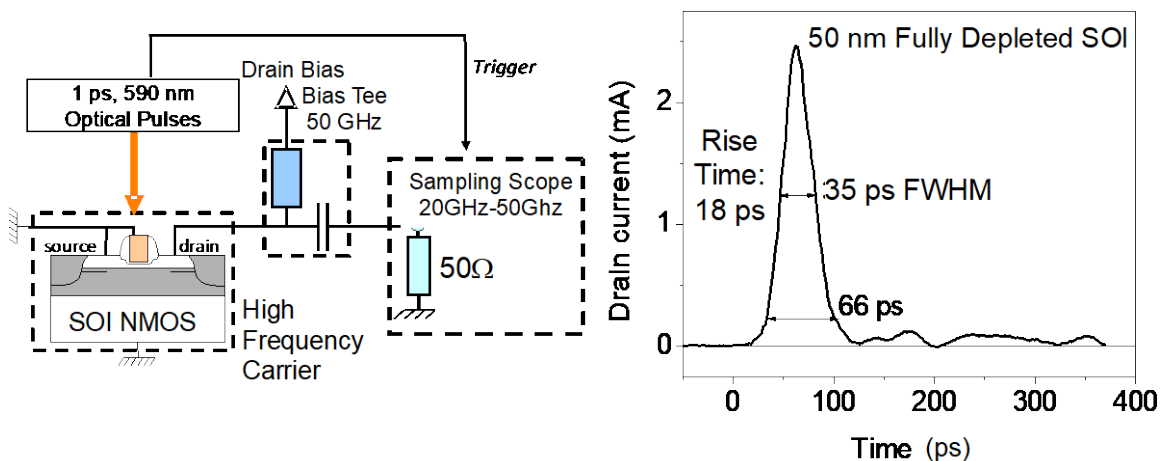 Trigger
1 ps, 590 nm
Optical Pulses
Drain Bias
Bias Tee
50 GHz
Sampling Scope
20GHz-50Ghz
50Ω
source
drain
SOI NMOS
High
Frequency
Carrier
50 nm Fully Depleted SOI
Rise
Time:
18 ps
35 ps FWHM
66 ps
Drain current (mA)
2
1
0
0 100 200 300 400
Time (ps)